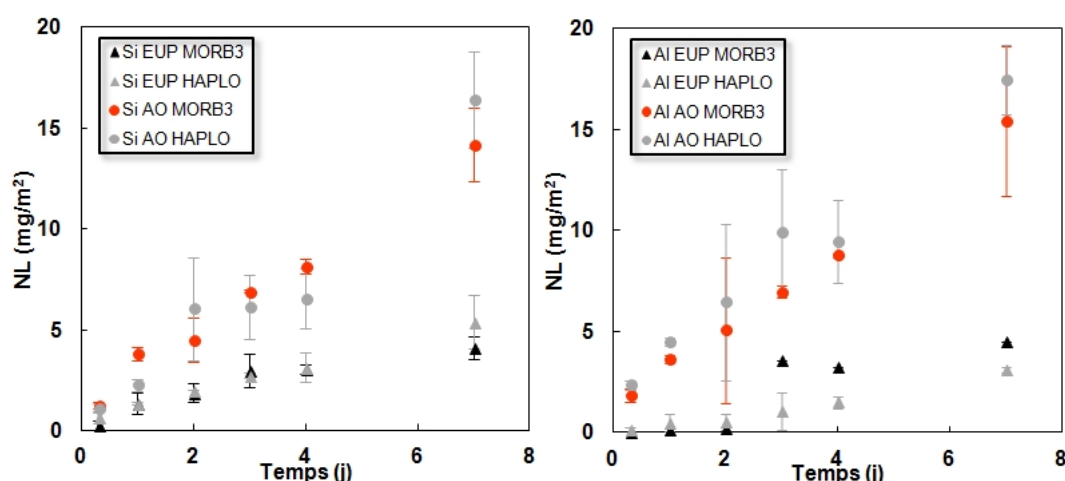 20
15
10
5
0
NL (mg/m²)
▲ Si EUP MORB3
▲ Si EUP HAPLO
● Si AO MORB3
● Si AO HAPLO
0 2 4 6 8
Temps (j)
20
15
10
5
0
NL (mg/m²)
▲ Al EUP MORB3
▲ Al EUP HAPLO
● Al AO MORB3
● Al AO HAPLO
0 2 4 6 8
Temps (j)